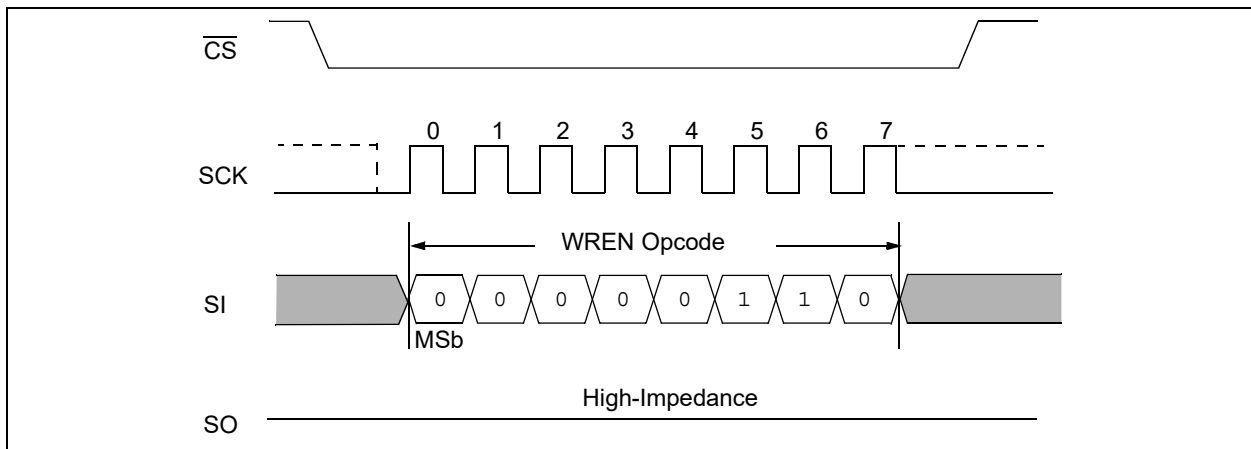 CS
0 1 2 3 4 5 6 7
SCK
WREN Opcode
SI
0 0 0 0 0 1 1 0
MSb
High-Impedance
SO